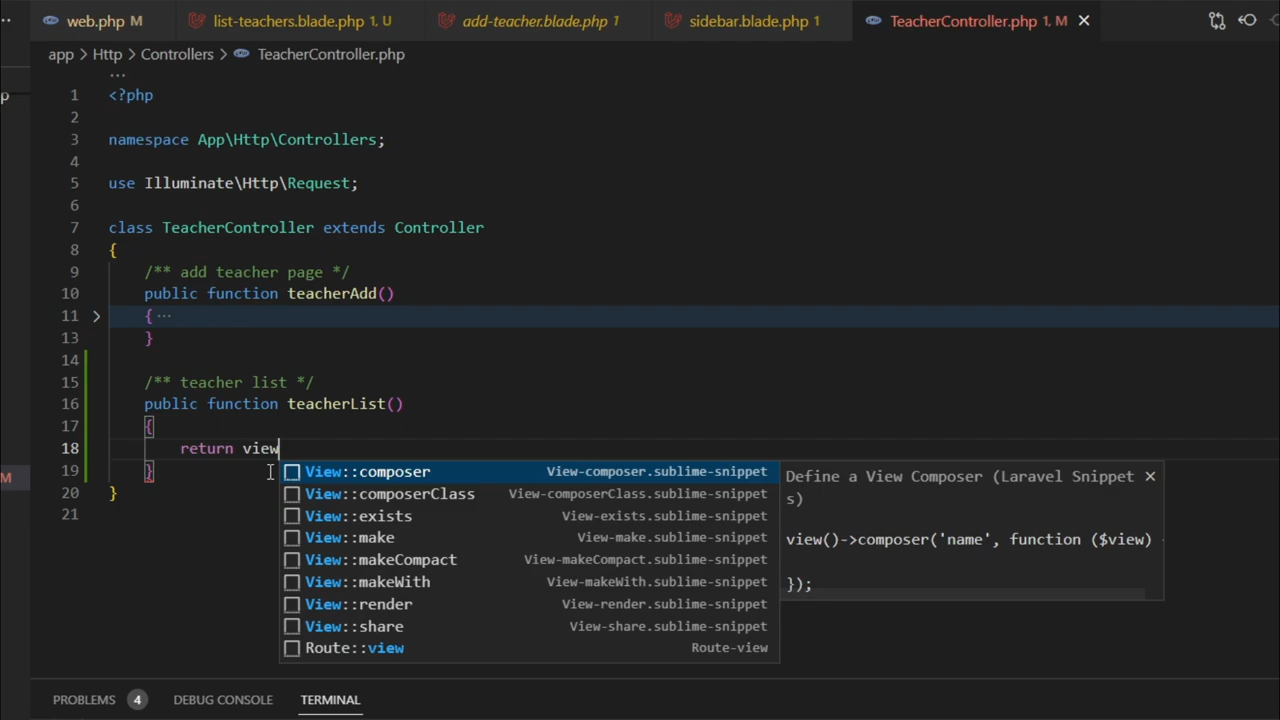 web.php M list-teachers.blade.php 1, U add-teacher.blade.php 1 sidebar.blade.php 1 TeacherController.php 1, M
app > Http > Controllers > TeacherController.php
p
1 <?php
2
3 namespace App\Http\Controllers;
4
5 use Illuminate\Http\Request;
6
7 class TeacherController extends Controller
8 {
9 /** add teacher page */
10 public function teacherAdd()
11 { ...
13 }
14
15 /** teacher list */
16 public function teacherList()
17 {
18 return view
M 19 }
20 }
21
View::composer View-composer.sublime-snippet
View::composerClass View-composerClass.sublime-snippet
View::exists View-exists.sublime-snippet
View::make View-make.sublime-snippet
View::makeCompact View-makeCompact.sublime-snippet
View::makeWith View-makeWith.sublime-snippet
View::render View-render.sublime-snippet
View::share View-share.sublime-snippet
Route::view Route-view
Define a View Composer (Laravel Snippet
s)
view()->composer('name', function ($view)
});
PROBLEMS 4 DEBUG CONSOLE TERMINAL